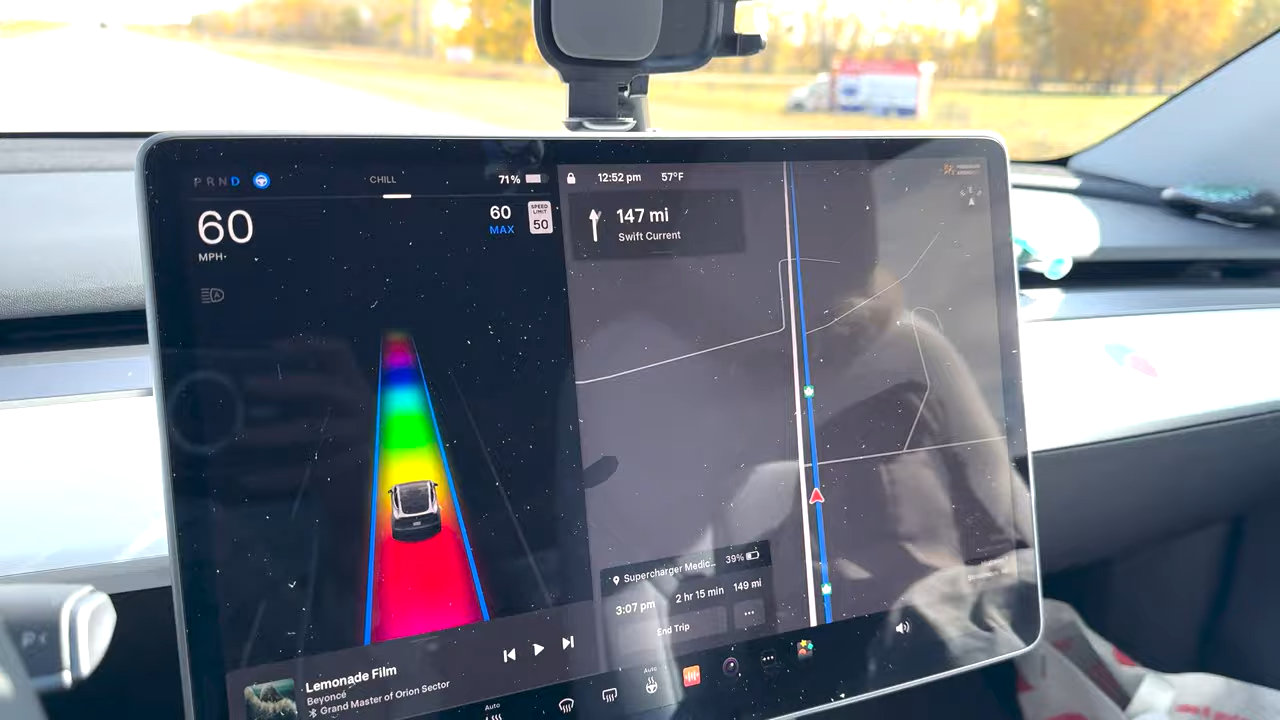 P R N D
CHILL
71%
60
MPH
60
MAX
SPEED
LIMIT
50
12:52 pm
57°F
147 mi
Swift Current
Supercharger Medic...
39%
3:07 pm
2 hr 15 min
149 mi
End Trip
Lemonade Film
Beyoncé
Grand Master of Orion Sector
Auto
Auto